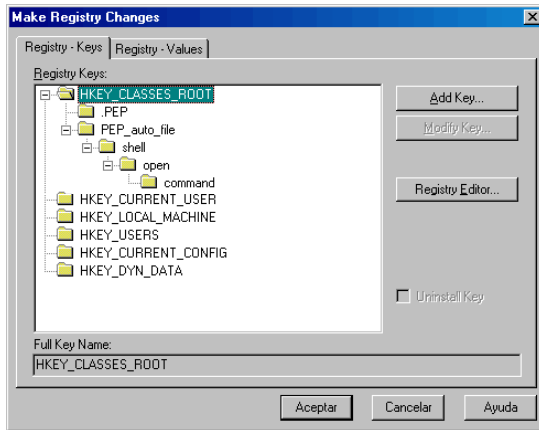 Make Registry Changes
Registry - Keys
Registry - Values
Registry Keys:
HKEY_CLASSES_ROOT
.PEP
PEP_auto_file
shell
open
command
HKEY_CURRENT_USER
HKEY_LOCAL_MACHINE
HKEY_USERS
HKEY_CURRENT_CONFIG
HKEY_DYN_DATA
Add Key...
Modify Key...
Registry Editor...
Uninstall Key
Full Key Name:
HKEY_CLASSES_ROOT
Aceptar
Cancelar
Ayuda